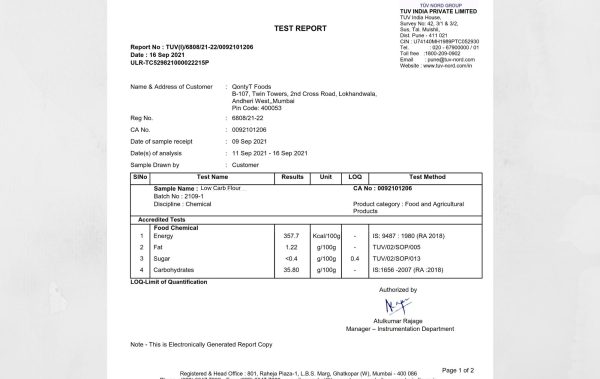 TÜV NORD GROUP
TUV INDIA PRIVATE LIMITED
TUV India House,
Survey No: 42, 3/1 & 3/2,
Sus, Tal. Mulshi,
Dist. Pune - 411 021
CIN : U74140MH1989PTC052930
Tel. : 020 - 67900000 / 01
Toll free :1800-209-0902
Email : pune@tuv-nord.com
Website : www.tuv-nord.com/in
TEST REPORT
Report No : TUV(I)/6808/21-22/0092101206
Date : 16 Sep 2021
ULR-TC529821000022215P
Name & Address of Customer : QontyT Foods
B-107, Twin Towers, 2nd Cross Road, Lokhandwala,
Andheri West,,Mumbai
Pin Code: 400053
Reg No. : 6808/21-22
CA No. : 0092101206
Date of sample receipt : 09 Sep 2021
Date(s) of analysis : 11 Sep 2021 - 16 Sep 2021
Sample Drawn by : Customer
SlNo Test Name Results Unit LOQ Test Method
Sample Name : Low Carb Flour CA No : 0092101206
Batch No : 2109-1
Discipline : Chemical Product category : Food and Agricultural
Products
Accredited Tests
Food Chemical
1 Energy 357.7 Kcal/100g - IS: 9487 : 1980 (RA 2018)
2 Fat 1.22 g/100g - TUV/02/SOP/005
3 Sugar <0.4 g/100g 0.4 TUV/02/SOP/013
4 Carbohydrates 35.80 g/100g - IS:1656 -2007 (RA :2018)
LOQ-Limit of Quantification
Authorized by
Atulkumar Rajage
Manager – Instrumentation Department
Note - This is Electronically Generated Report Copy
Page 1 of 2
Registered & Head Office : 801, Raheja Plaza-1, L.B.S. Marg, Ghatkopar (W), Mumbai - 400 086